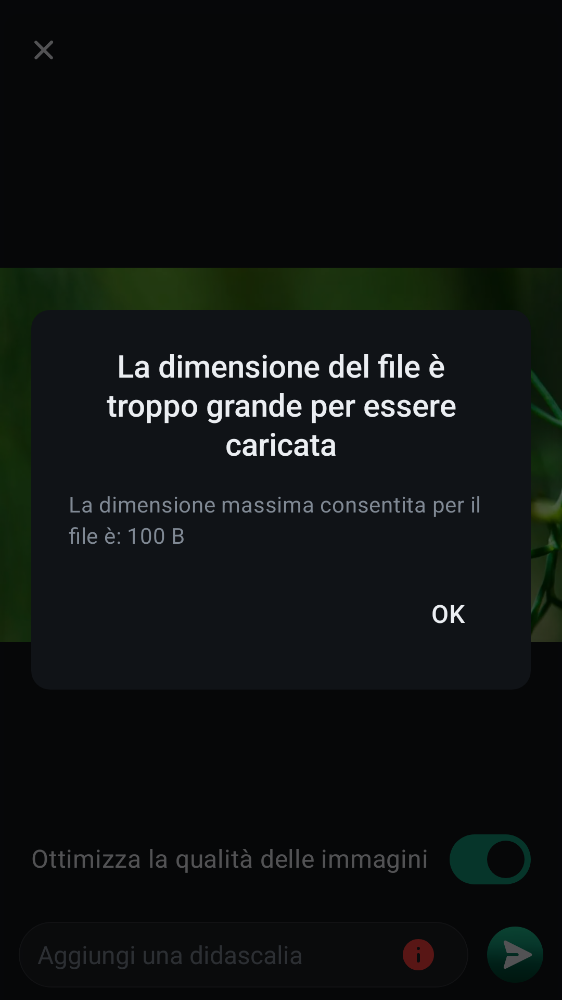 La dimensione del file è
troppo grande per essere
caricata
La dimensione massima consentita per il
file è: 100 B
OK
Ottimizza la qualità delle immagini
Aggiungi una didascalia